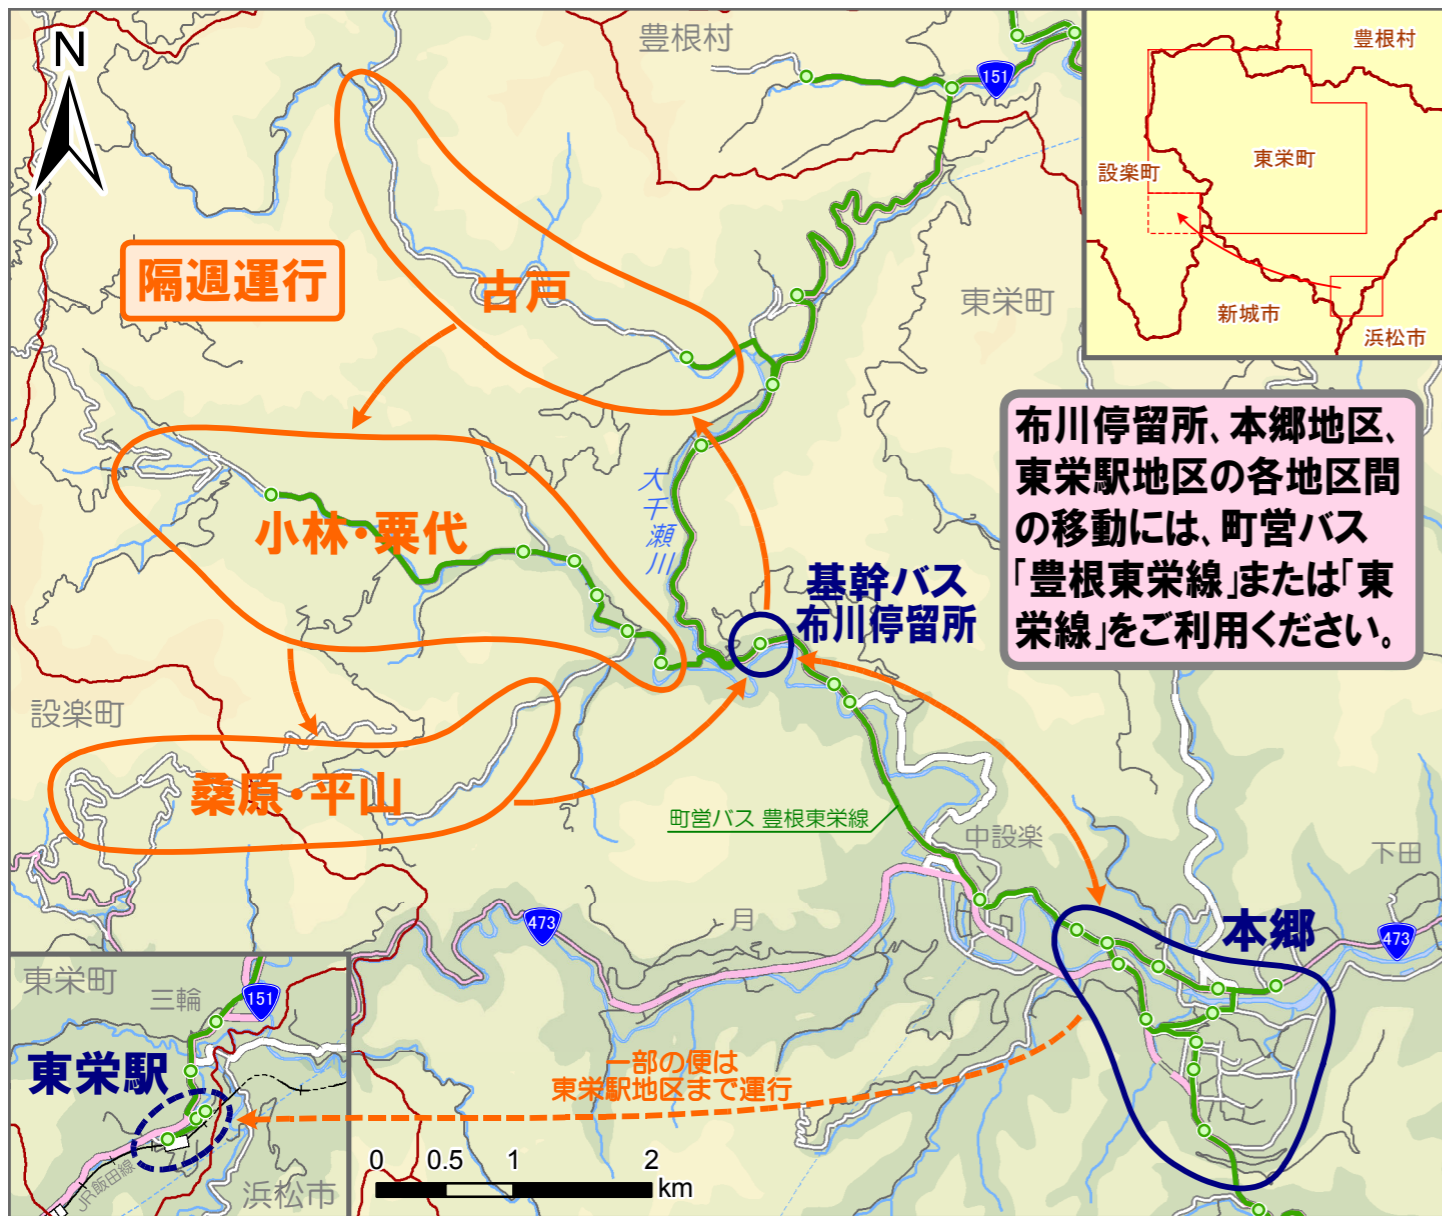 N
豊根村
151
豊根村
設楽町
東栄町
新城市
浜松市
隔週運行
古戸
東栄町
布川停留所、本郷地区、
東栄駅地区の各地区間
の移動には、町営バス
「豊根東栄線」または「東
栄線」をご利用ください。
大千瀬川
小林・粟代
基幹バス
布川停留所
設楽町
桑原・平山
町営バス 豊根東栄線
中設楽
下田
月
473
本郷
473
東栄町
三輪
151
東栄駅
JR飯田線
浜松市
一部の便は
東栄駅地区まで運行
0 0.5 1 2
km